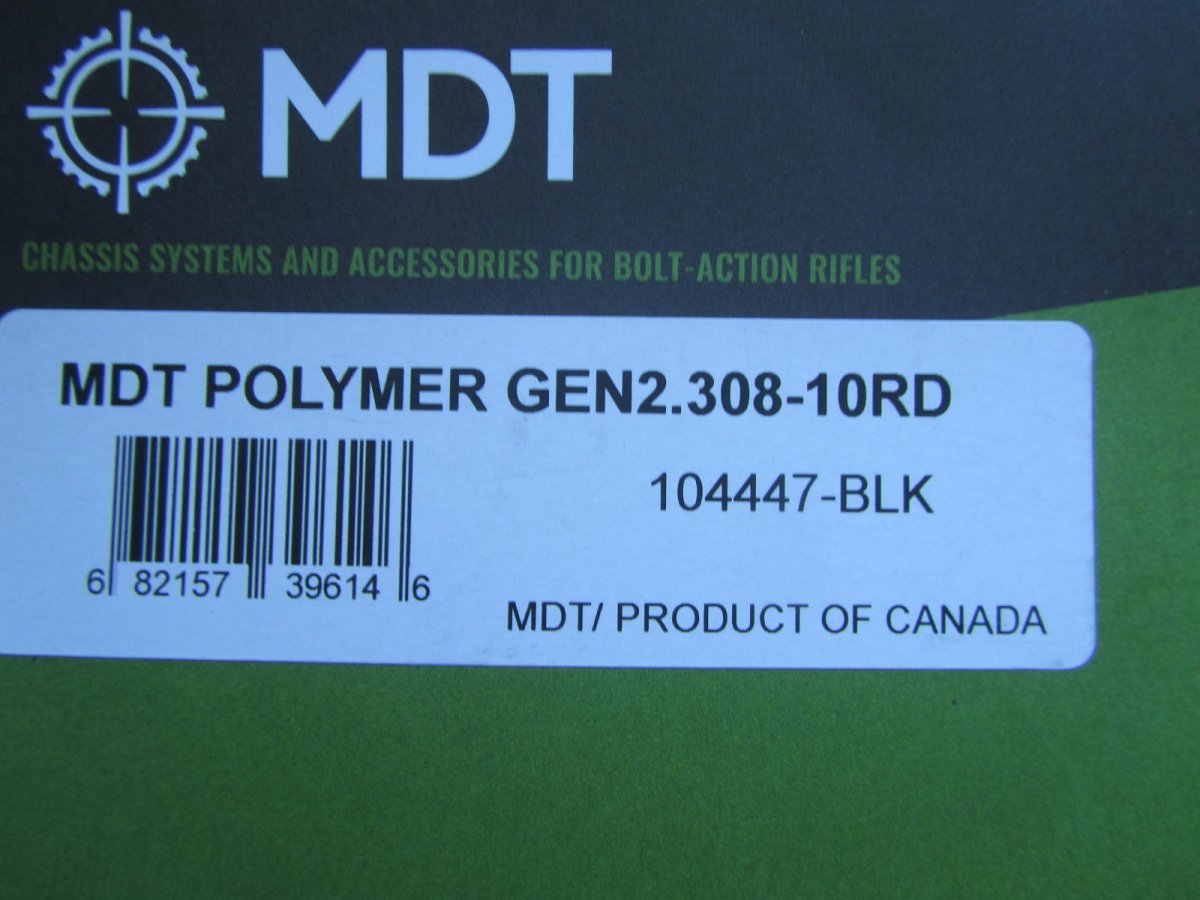 MDT
CHASSIS SYSTEMS AND ACCESSORIES FOR BOLT-ACTION RIFLES
MDT POLYMER GEN2.308-10RD
104447-BLK
6 82157 39614 6
MDT/ PRODUCT OF CANADA